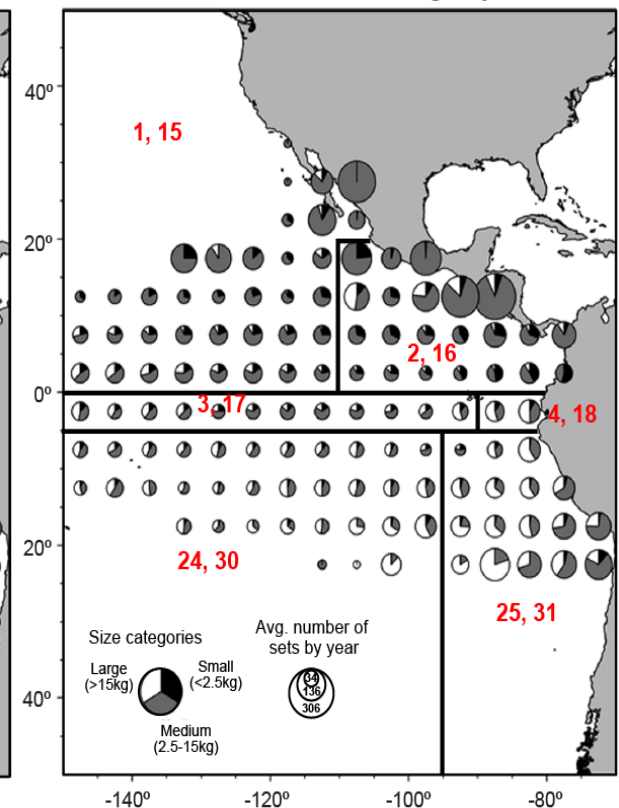 40º
1, 15
20º
2, 16
0º
3, 17
4, 18
20º
24, 30
25, 31
Size categories
Large
(>15kg)
Small
(<2.5kg)
Medium
(2.5-15kg)
Avg. number of
sets by year
34
136
306
40º
-140º
-120º
-100º
-80º